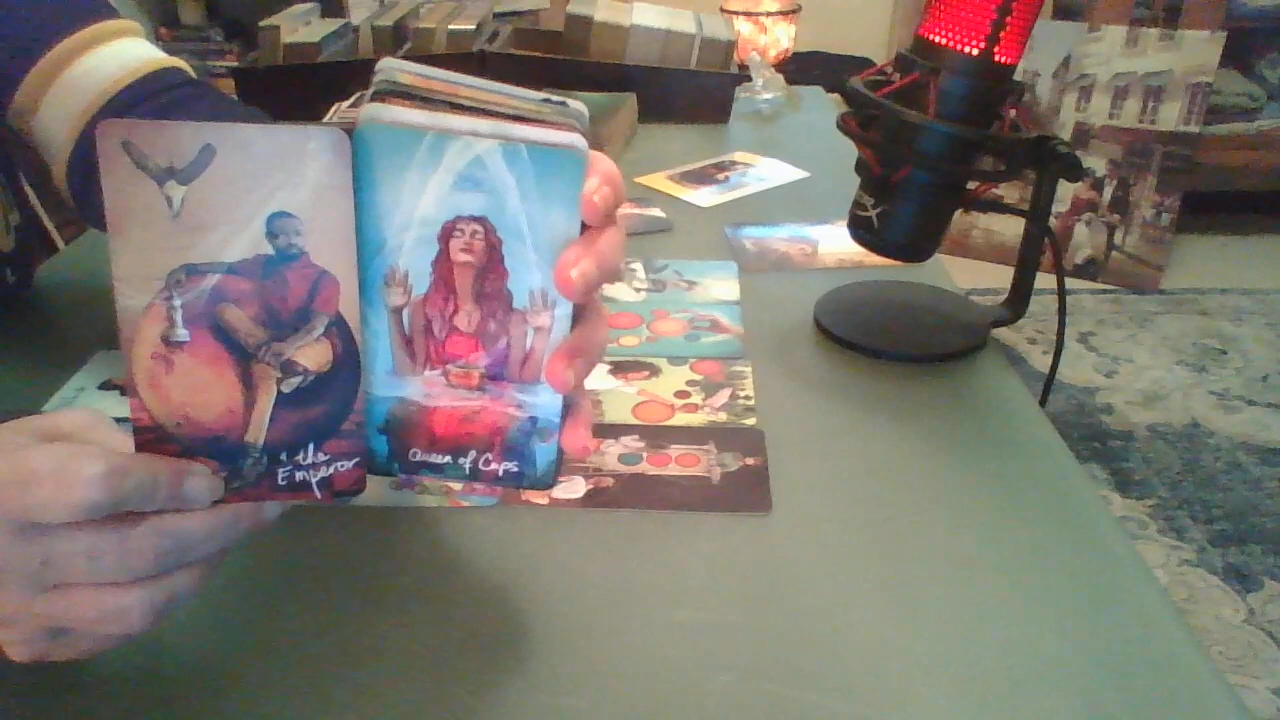 the
Emperor
Queen of Cups